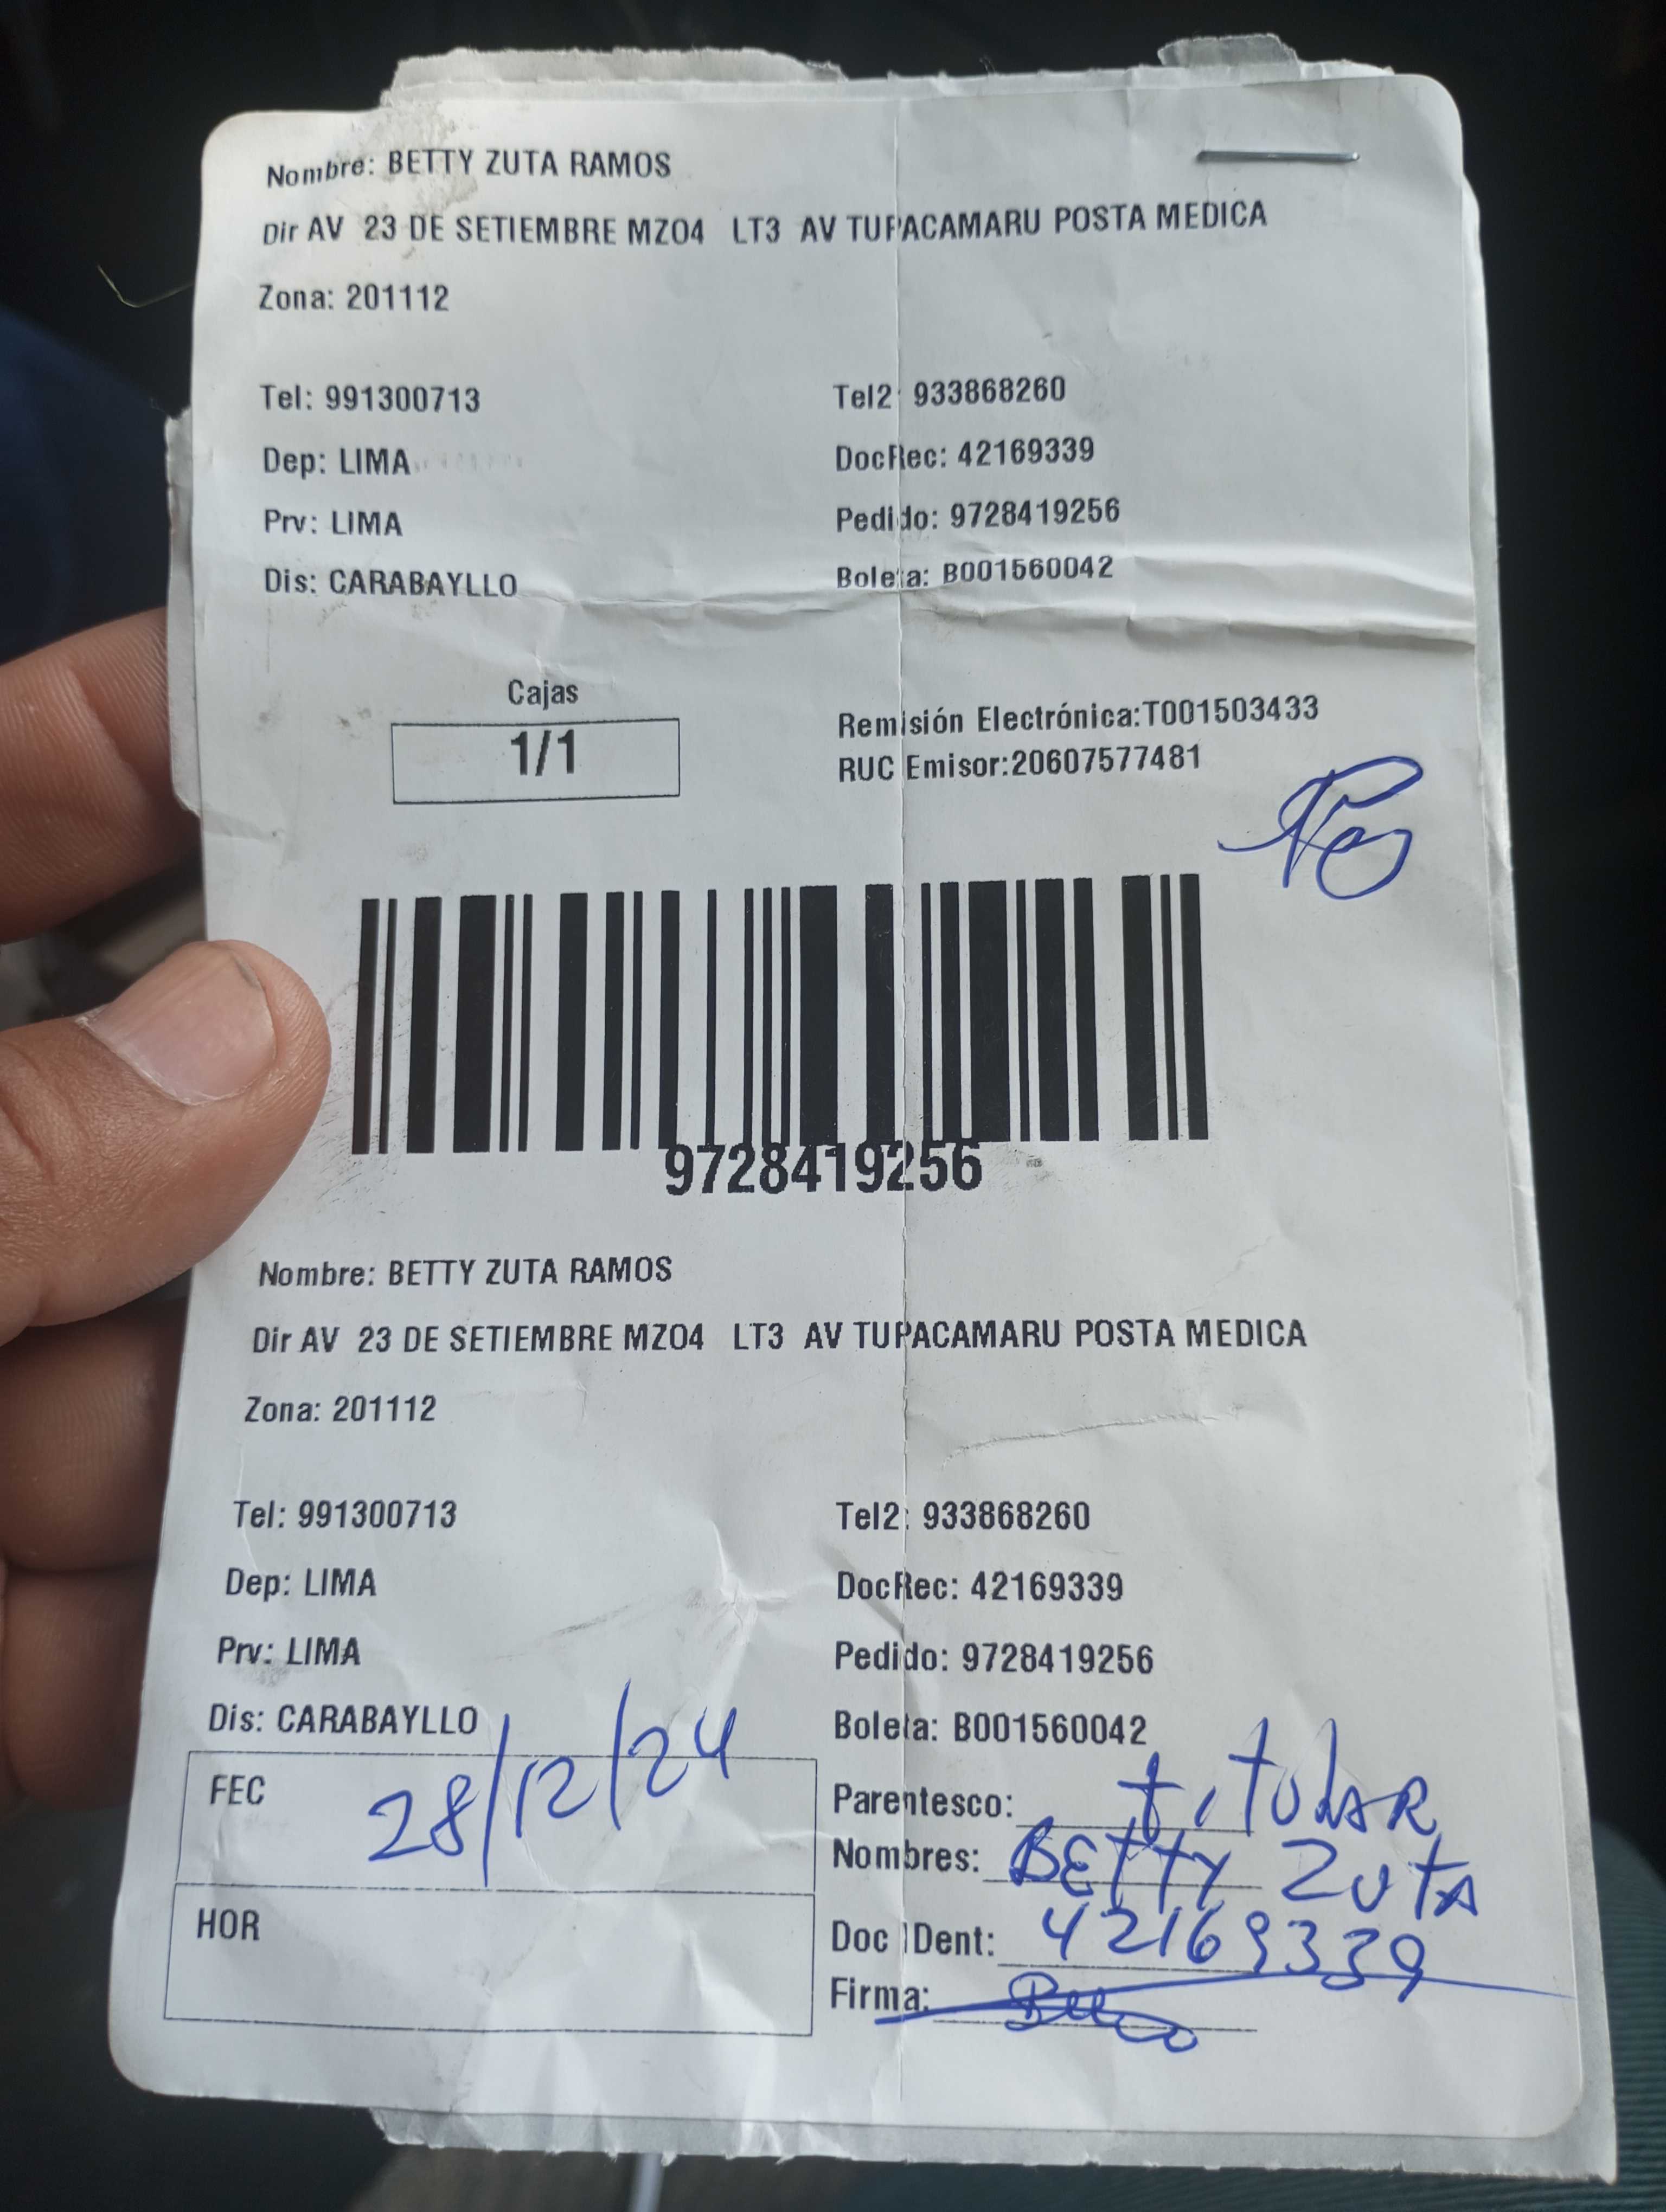 Nombre: BETTY ZUTA RAMOS
Dir AV 23 DE SETIEMBRE MZO4 LT3 AV TUPACAMARU POSTA MEDICA
Zona: 201112
Tel: 991300713 Tel2: 933868260
Dep: LIMA DocRec: 42169339
Prv: LIMA Pedido: 9728419256
Dis: CARABAYLLO Boleta: B001560042
Cajas
1/1
Remisión Electrónica:T001503433
RUC Emisor:20607577481
9728419256
Nombre: BETTY ZUTA RAMOS
Dir AV 23 DE SETIEMBRE MZO4 LT3 AV TUPACAMARU POSTA MEDICA
Zona: 201112
Tel: 991300713 Tel2: 933868260
Dep: LIMA DocRec: 42169339
Prv: LIMA Pedido: 9728419256
Dis: CARABAYLLO Boleta: B001560042
FEC 28/12/24
Parentesco: titular
Nombres: BETTY ZUTA
HOR
Doc IDent: 42169339
Firma: